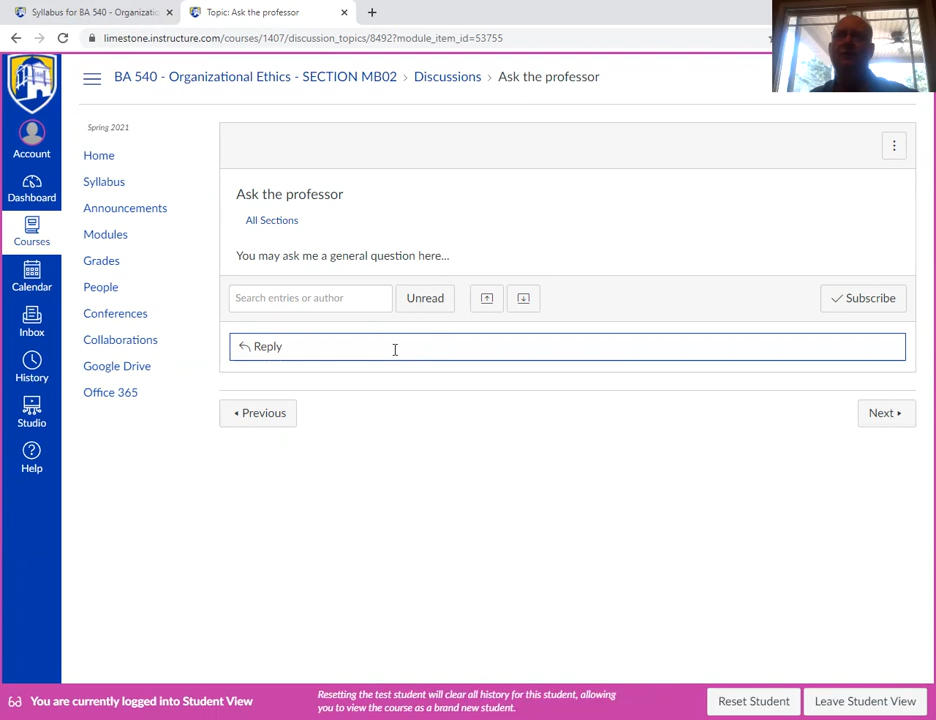 Syllabus for BA 540 - Organizatio
Topic: Ask the professor
limestone.instructure.com/courses/1407/discussion_topics/8492?module_item_id=53755
BA 540 - Organizational Ethics - SECTION MB02 › Discussions › Ask the professor
Account
Dashboard
Courses
Calendar
Inbox
History
Studio
Help
Spring 2021
Home
Syllabus
Announcements
Modules
Grades
People
Conferences
Collaborations
Google Drive
Office 365
Ask the professor
All Sections
You may ask me a general question here...
Search entries or author
Unread
Subscribe
Reply
Previous
Next
You are currently logged into Student View
Resetting the test student will clear all history for this student, allowing
you to view the course as a brand new student.
Reset Student
Leave Student View